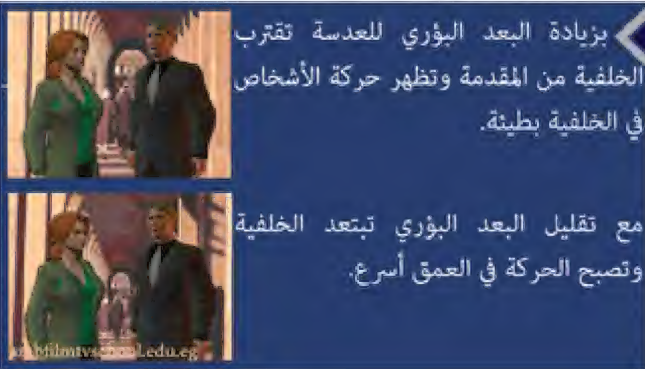 بزيادة البعد البؤري للعدسة تقترب
الخلفية من المقدمة وتظهر حركة الأشخاص
في الخلفية بطيئة.
مع تقليل البعد البؤري تبتعد الخلفية
وتصبح الحركة في العمق أسرع.